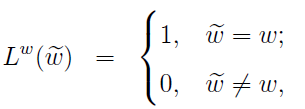 L^w(w̃) = { 1, w̃ = w;
0, w̃ ≠ w,